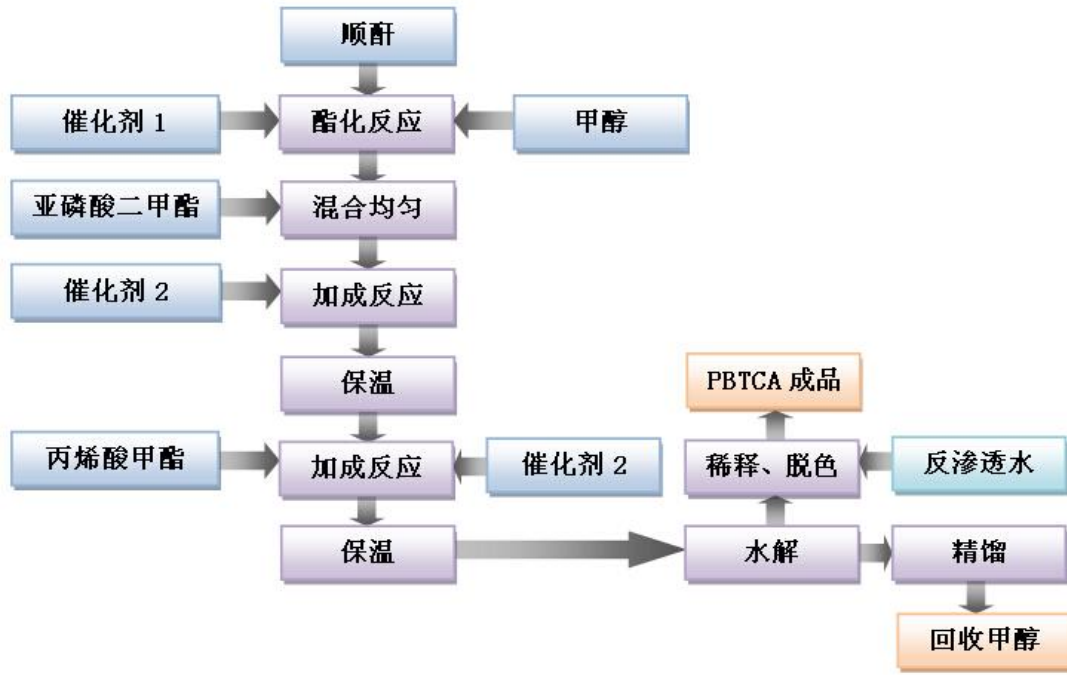 顺酐
催化剂 1
酯化反应
甲醇
亚磷酸二甲酯
混合均匀
催化剂 2
加成反应
保温
PBTCA 成品
丙烯酸甲酯
加成反应
催化剂 2
稀释、脱色
反渗透水
保温
水解
精馏
回收甲醇